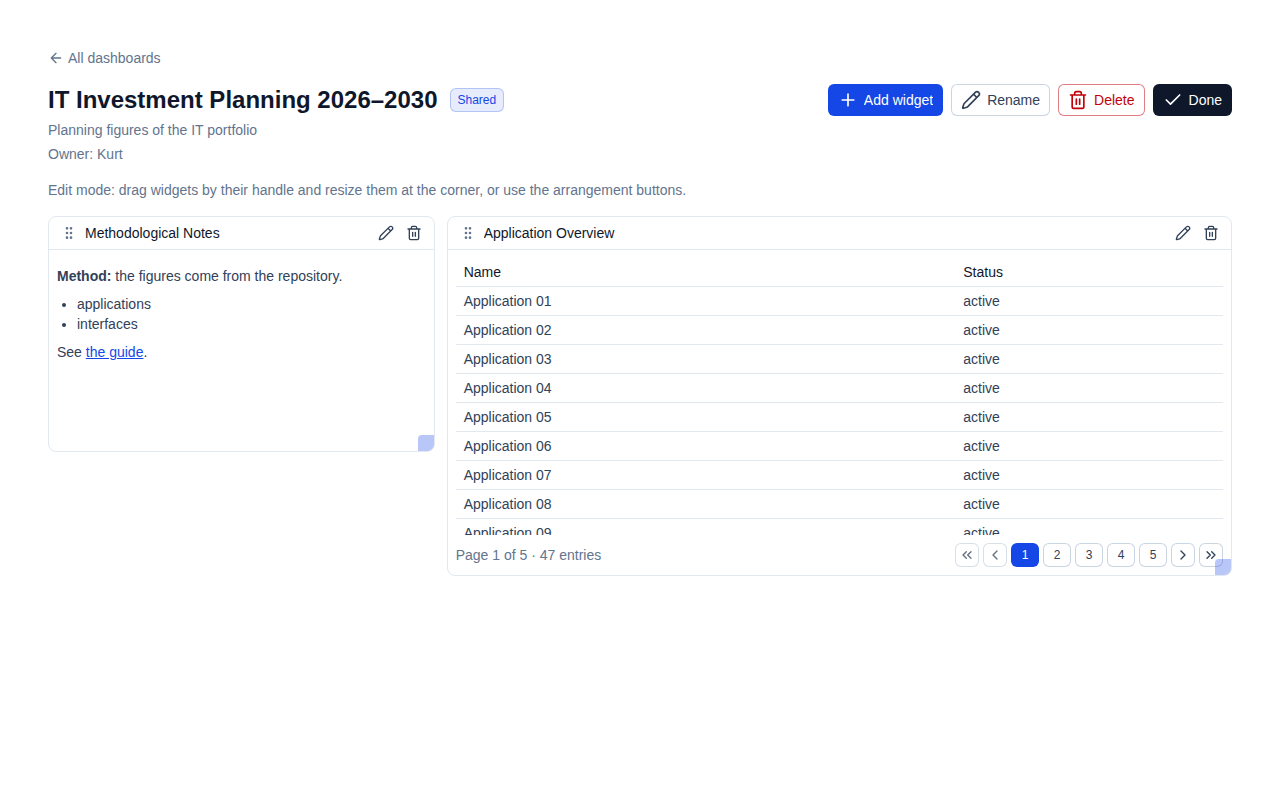 All dashboards
IT Investment Planning 2026–2030 Shared
Add widget Rename Delete Done
Planning figures of the IT portfolio
Owner: Kurt
Edit mode: drag widgets by their handle and resize them at the corner, or use the arrangement buttons.
Methodological Notes
Method: the figures come from the repository.
• applications
• interfaces
See the guide.
Application Overview
Name Status
Application 01 active
Application 02 active
Application 03 active
Application 04 active
Application 05 active
Application 06 active
Application 07 active
Application 08 active
Application 09 active
Page 1 of 5 · 47 entries 1 2 3 4 5